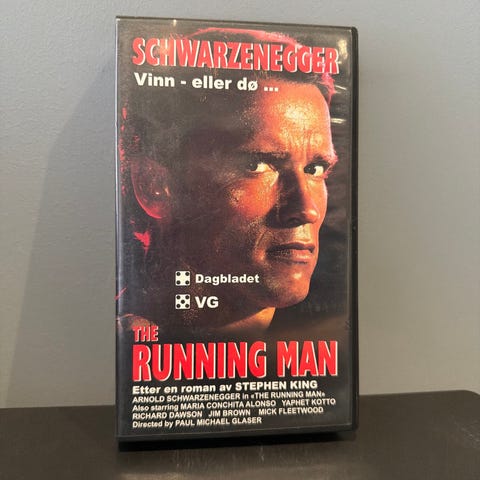 SCHWARZENEGGER
Vinn - eller dø ...
Dagbladet
VG
THE
RUNNING MAN
Etter en roman av STEPHEN KING
ARNOLD SCHWARZENEGGER in «THE RUNNING MAN»
Also starring MARIA CONCHITA ALONSO YAPHET KOTTO
RICHARD DAWSON JIM BROWN MICK FLEETWOOD
Directed by PAUL MICHAEL GLASER